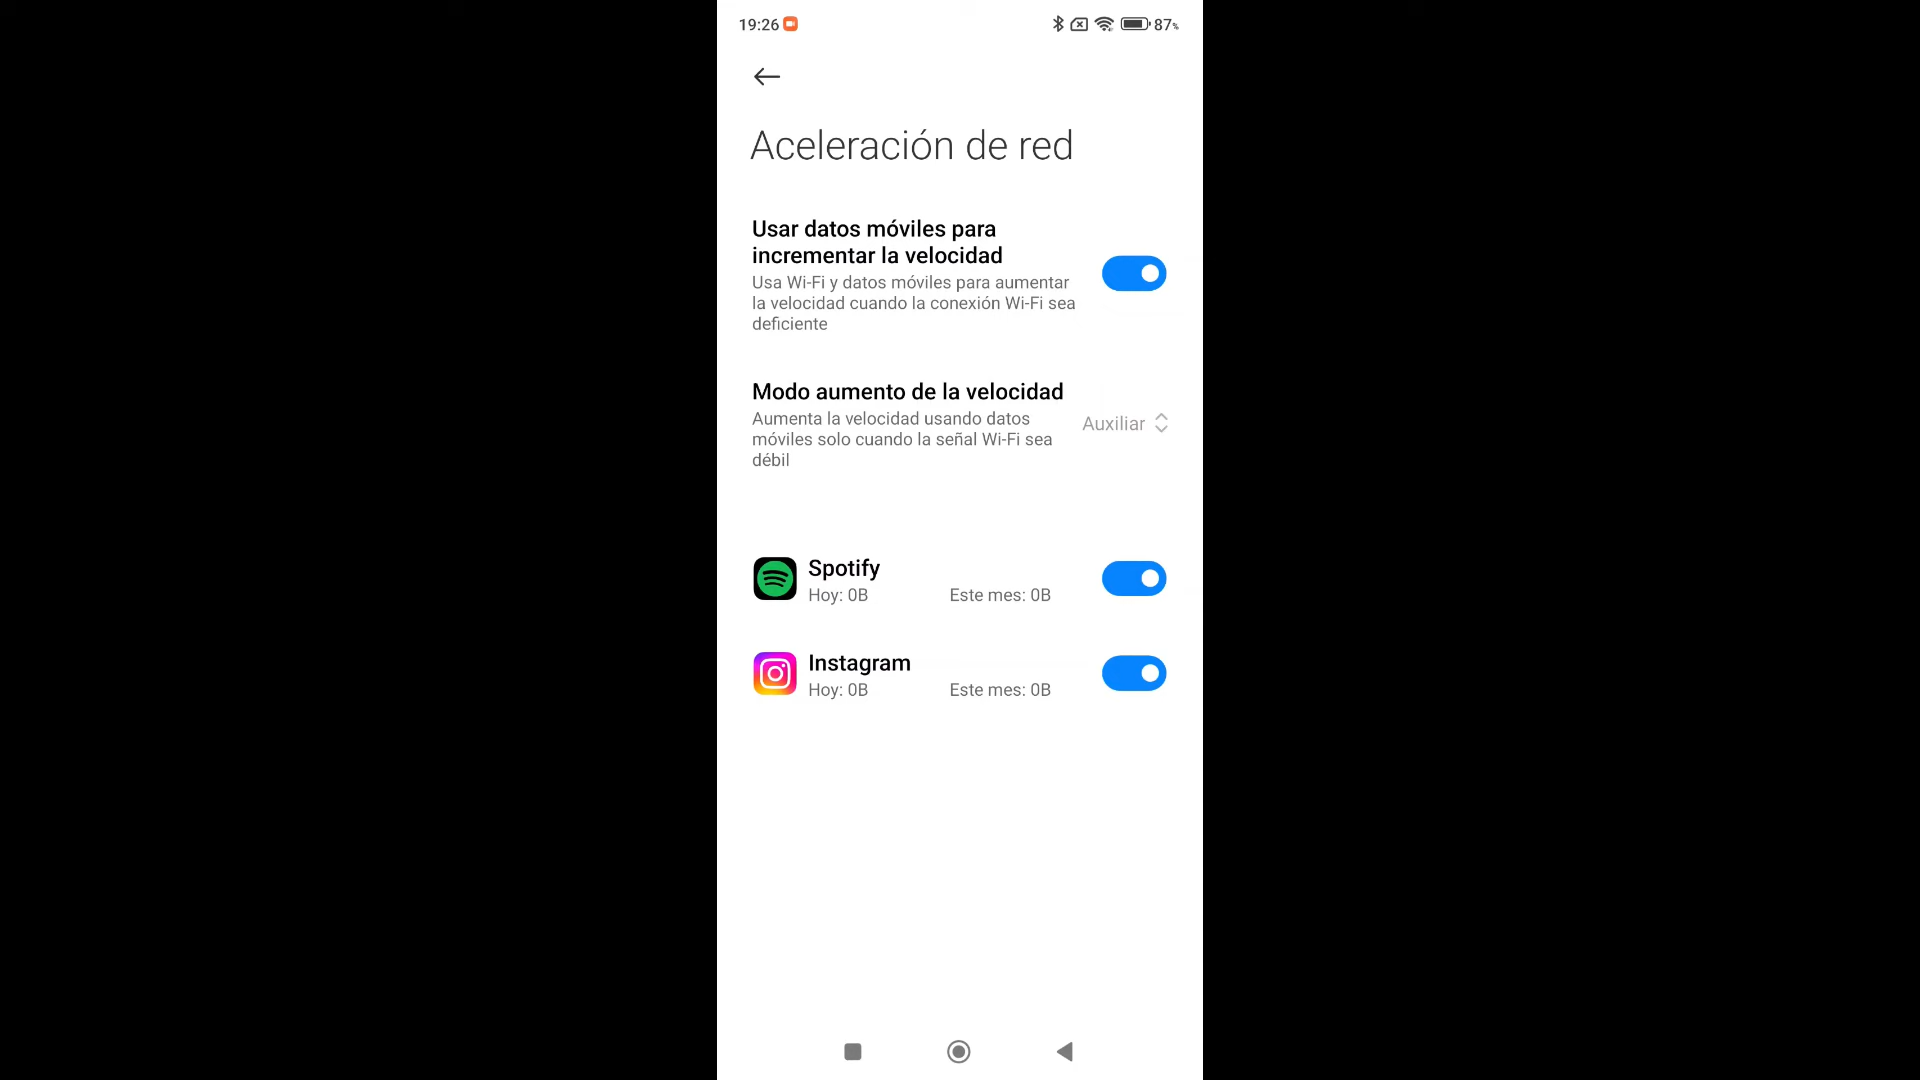 19:26
87%
Aceleración de red
Usar datos móviles para
incrementar la velocidad
Usa Wi-Fi y datos móviles para aumentar
la velocidad cuando la conexión Wi-Fi sea
deficiente
Modo aumento de la velocidad
Aumenta la velocidad usando datos
móviles solo cuando la señal Wi-Fi sea
débil
Auxiliar
Spotify
Hoy: 0B
Este mes: 0B
Instagram
Hoy: 0B
Este mes: 0B